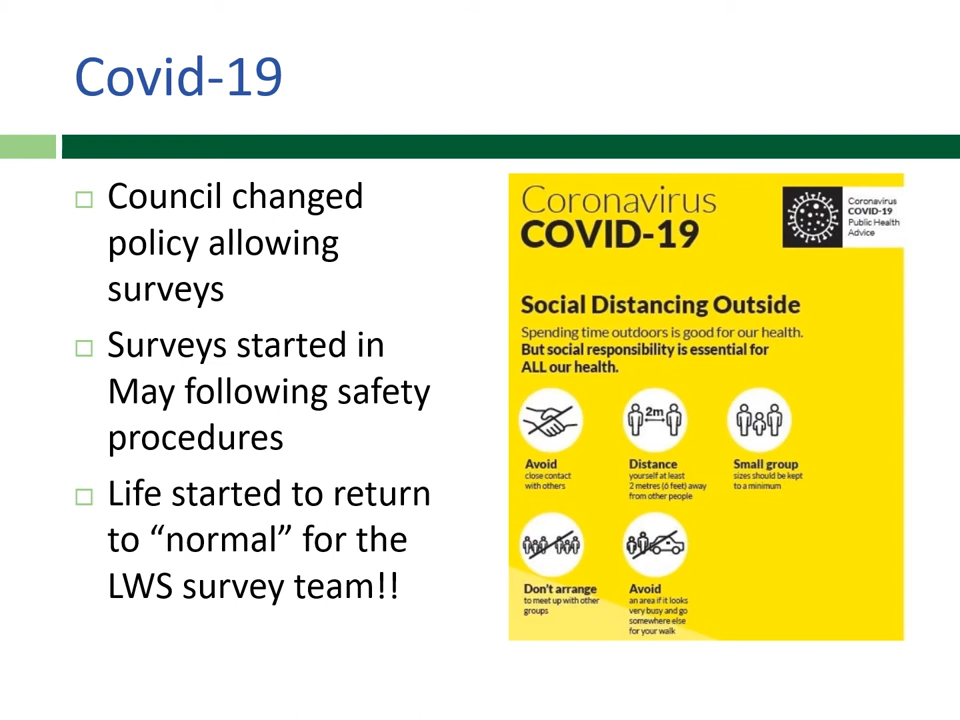 Covid-19
Council changed
policy allowing
surveys
Surveys started in
May following safety
procedures
Life started to return
to “normal” for the
LWS survey team!!
Coronavirus
COVID-19
Coronavirus
COVID-19
Public Health
Advice
Social Distancing Outside
Spending time outdoors is good for our health.
But social responsibility is essential for
ALL our health.
Avoid
close contact
with others
2m
Distance
yourself at least
2 metres (6 feet) away
from other people
Small group
sizes should be kept
to a minimum
Don't arrange
to meet up with other
groups
Avoid
an area if it looks
very busy and go
somewhere else
for your walk